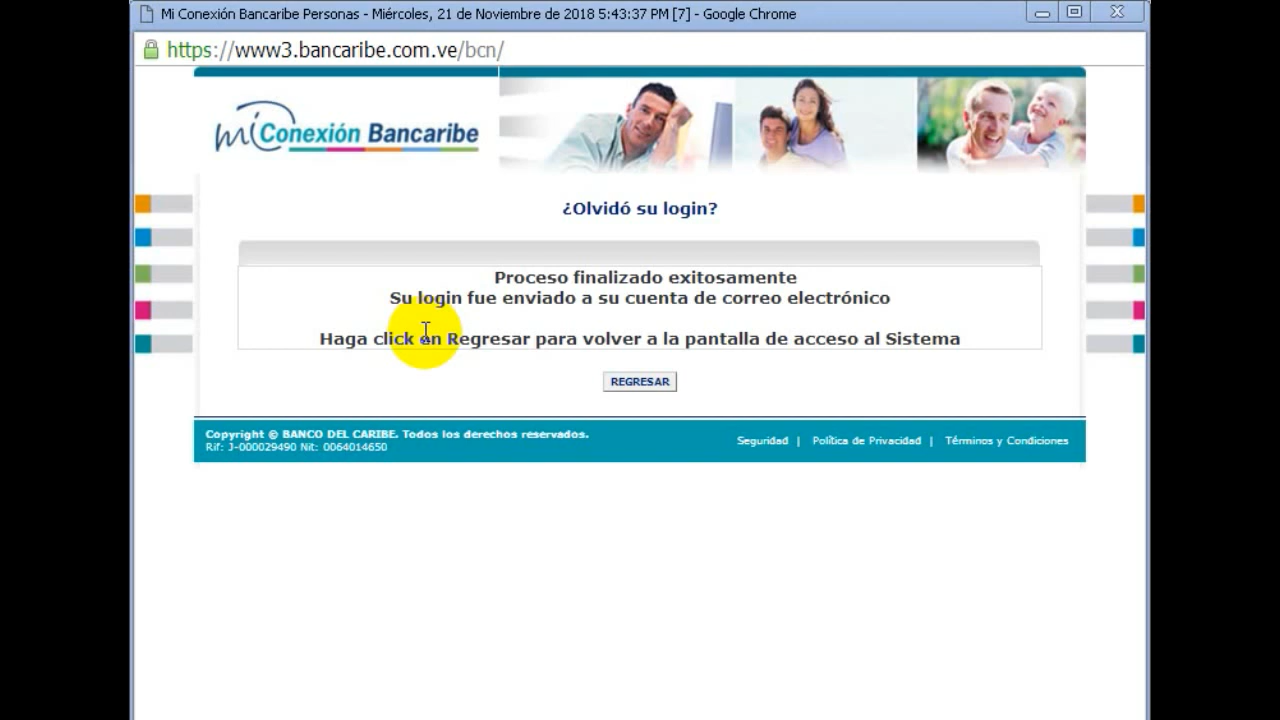 Mi Conexión Bancaribe Personas - Miércoles, 21 de Noviembre de 2018 5:43:37 PM [7] - Google Chrome
https://www3.bancaribe.com.ve/bcn/
mi Conexión Bancaribe
¿Olvidó su login?
Proceso finalizado exitosamente
Su login fue enviado a su cuenta de correo electrónico
Haga click en Regresar para volver a la pantalla de acceso al Sistema
REGRESAR
Copyright © BANCO DEL CARIBE. Todos los derechos reservados.
Rif: J-000029490 Nit: 0064014650
Seguridad | Política de Privacidad | Términos y Condiciones